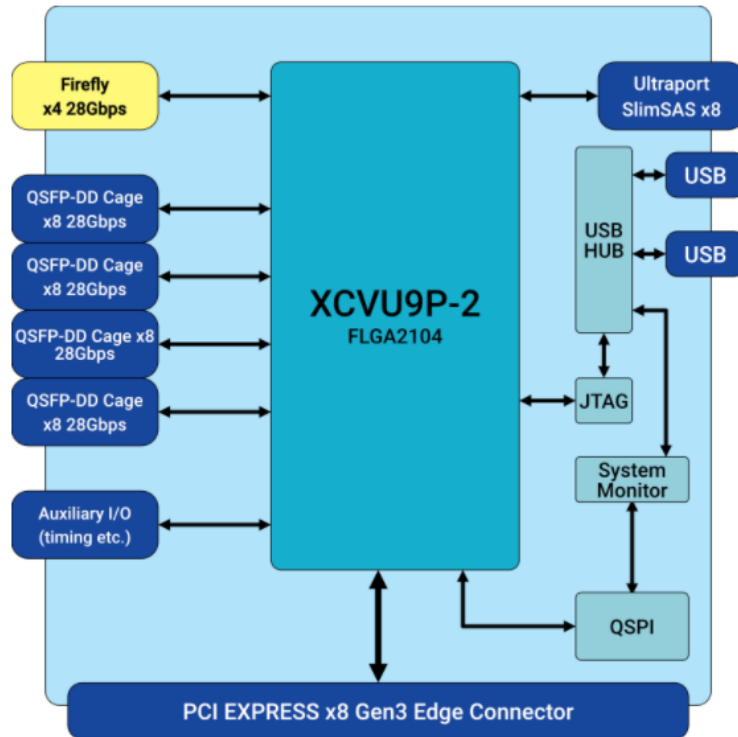 Firefly
x4 28Gbps
Ultraport
SlimSAS x8
QSFP-DD Cage
x8 28Gbps
QSFP-DD Cage
x8 28Gbps
QSFP-DD Cage x8
28Gbps
QSFP-DD Cage
x8 28Gbps
Auxiliary I/O
(timing etc.)
XCVU9P-2
FLGA2104
USB
HUB
USB
USB
JTAG
System
Monitor
QSPI
PCI EXPRESS x8 Gen3 Edge Connector